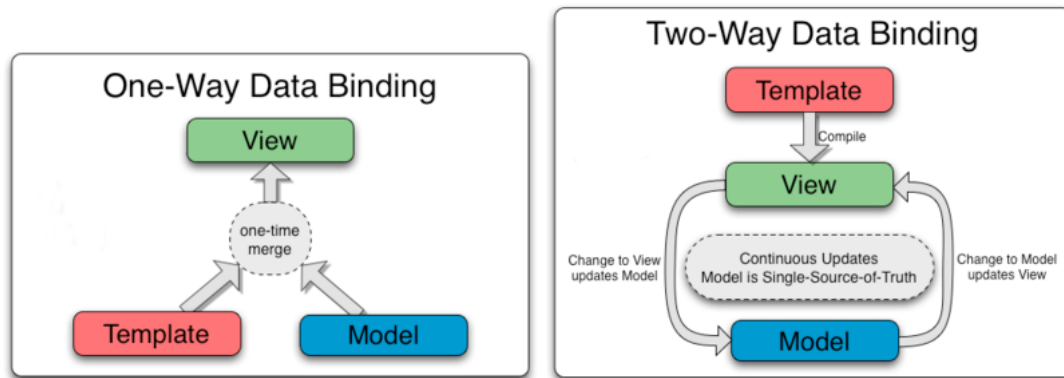 One-Way Data Binding
View
one-time
merge
Template
Model
Two-Way Data Binding
Template
Compile
View
Change to View
updates Model
Continuous Updates
Model is Single-Source-of-Truth
Change to Model
updates View
Model